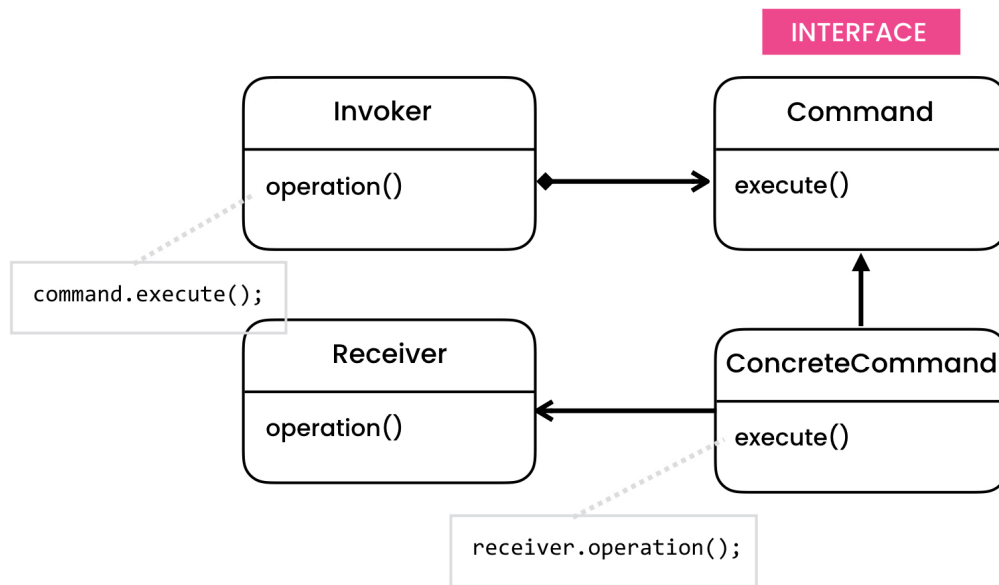 INTERFACE
Invoker
operation()
Command
execute()
command.execute();
Receiver
operation()
ConcreteCommand
execute()
receiver.operation();